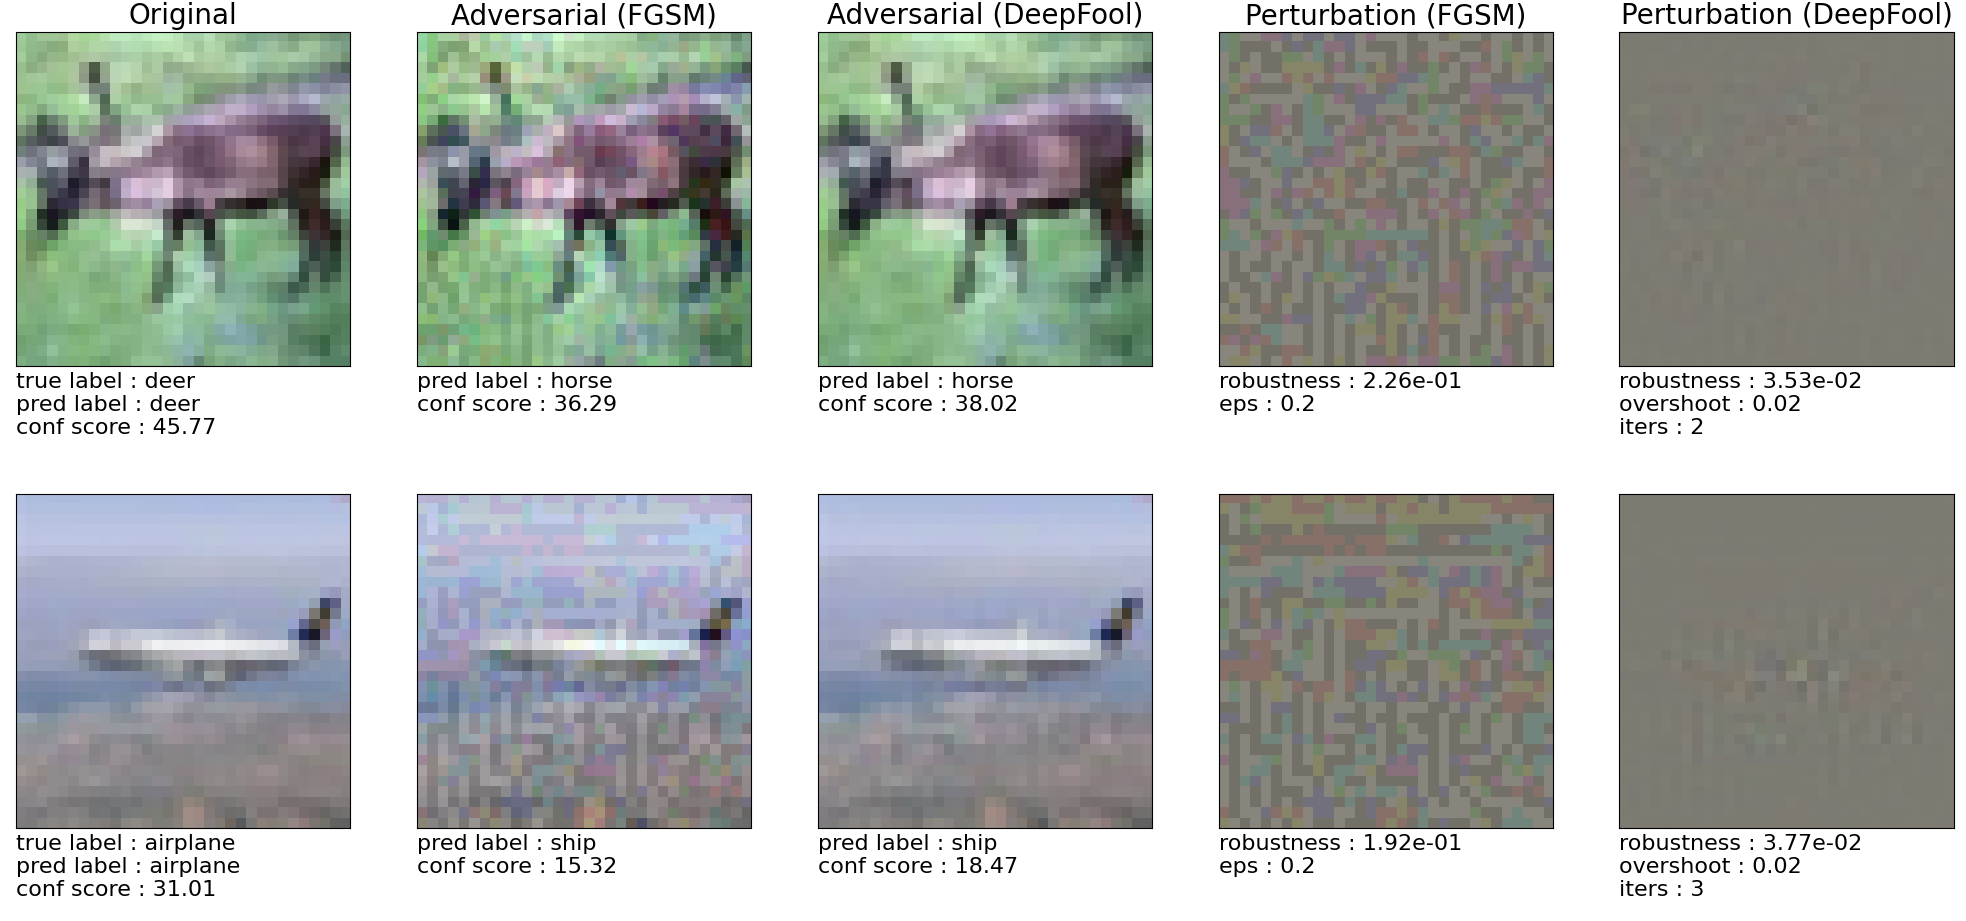 Original
Adversarial (FGSM)
Adversarial (DeepFool)
Perturbation (FGSM)
Perturbation (DeepFool)
true label : deer
pred label : deer
conf score : 45.77
pred label : horse
conf score : 36.29
pred label : horse
conf score : 38.02
robustness : 2.26e-01
eps : 0.2
robustness : 3.53e-02
overshoot : 0.02
iters : 2
true label : airplane
pred label : airplane
conf score : 31.01
pred label : ship
conf score : 15.32
pred label : ship
conf score : 18.47
robustness : 1.92e-01
eps : 0.2
robustness : 3.77e-02
overshoot : 0.02
iters : 3